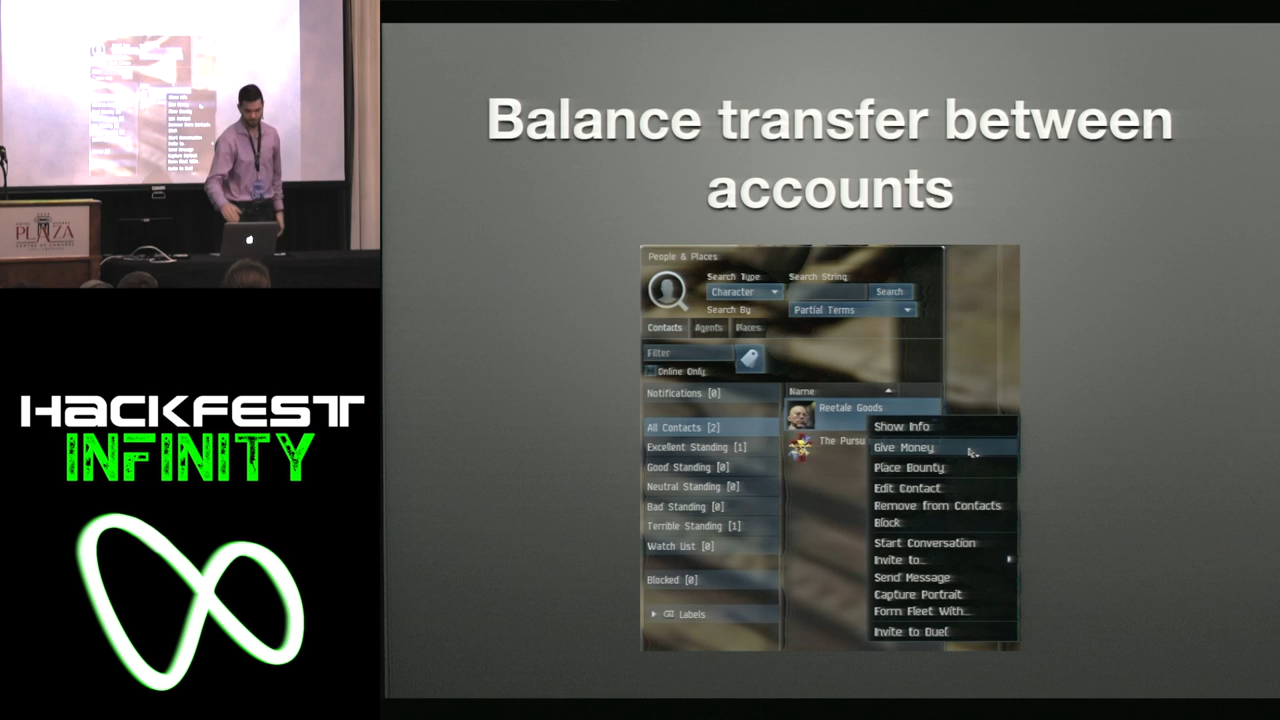 PLAZA
HACKFEST
INFINITY
Balance transfer between
accounts
People & Places
Search Type
Search String
Character
Search
Search By
Partial Terms
Contacts
Agents
Places
Filter
Online Only
Notifications [0]
All Contacts [2]
Excellent Standing [1]
Good Standing [0]
Neutral Standing [0]
Bad Standing [0]
Terrible Standing [1]
Watch List [0]
Blocked [0]
Labels
Name
Reetale Goods
The Pursu
Show Info
Give Money
Place Bounty
Edit Contact
Remove from Contacts
Block
Start Conversation
Invite to...
Send Message
Capture Portrait
Form Fleet With...
Invite to Duel